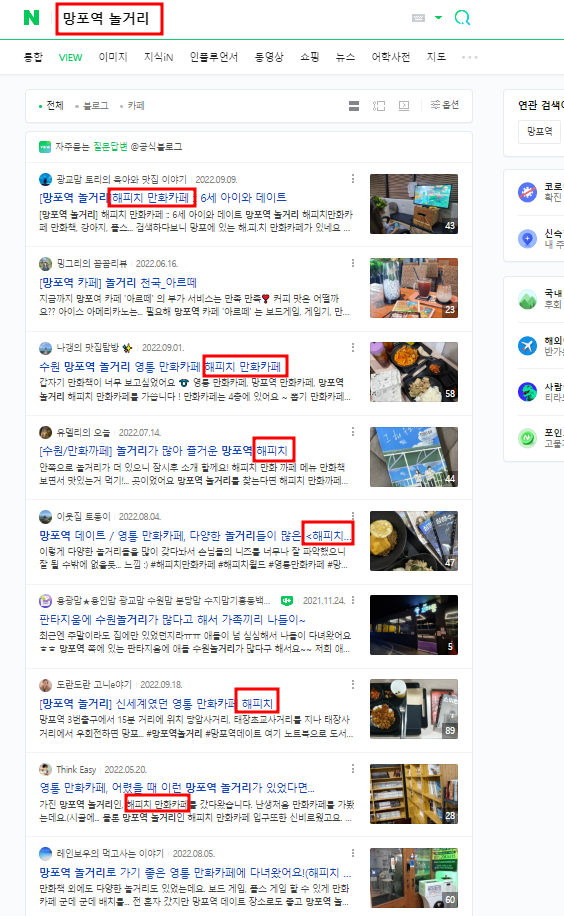 N 망포역 놀거리
통합 VIEW 이미지 지식iN 인플루언서 동영상 쇼핑 뉴스 어학사전 지도
전체 블로그 카페 옵션
연관 검색어
망포역
자주묻는 질은답변 @공식블로그
광교맘 토리의 육아와 맛집 이야기 2022.09.09.
[망포역 놀거리] 해피치 만화카페 : 6세 아이와 데이트
[망포역 놀거리] 해피치 만화카페 : 6세 아이와 데이트 망포역 놀거리 해피치만화카
페 만화책, 강아지, 플스... 검색하다보니 망포에 있는 해피치 만화카페가 있네요
43
코로
확진
신속
내 주
밍그리의 꼼꼼리뷰 2022.06.16.
[망포역 카페] 놀거리 천국_아르떼
지금까지 망포여 카페 '아르떼' 의 부가 서비스는 만족 만족 커피 맛은 어떨까
요?? 아이스 아메리카노는... 필요해 망포역 카페 '아르떼' 는 보드게임, 게임기, 만...
23
국내
후회
해외
반가운
사람
티라노
포인
고물
나갱의 맛집탐방 2022.09.01.
수원 망포역 놀거리 영통 만화카페 해피치 만화카페
갑자기 만화책이 너무 보고싶었어요 영통 만화카페, 망포역 만화카페, 망포역
놀거리 해피치 만화카페를 가씁니다 ! 만화카페는 4층에 있어요 ~ 뽑기 만화카페...
58
유델리의 오늘 2022.07.14.
[수원/만화까페] 놀거리가 많아 즐거운 망포역 해피치
안쪽으로 놀거리가 더 있으니 잠시후 소개 할께요! 해피치 만화 까페 메뉴 만화책
보면서 맛있는거 먹기!... 곳이었어요 망포역 놀거리를 찾는다면 해피치 만화까페...
44
이웃집 토동이 2022.08.04.
망포역 데이트 / 영통 만화카페, 다양한 놀거리들이 많은 <해피치...
이렇게 다양한 놀거리들을 많이 갖다놔서 손님들의 니즈를 너무나 잘 파악했으니
잘 될 수밖에 없을듯... 느낌 :) #해피치만화카페 #해피치월드 #영통만화카페 #망...
47
용광맘★용인맘 광교맘 수원맘 분당맘 수지맘기흥동백... 2021.11.24.
판타지움에 수원놀거리가 많다고 해서 가족끼리 나들이~
최근엔 주말이라도 집에만 있었던지라ㅠㅠ 애들이 넘 심심해서 나들이 다녀왔어요
ㅎㅎ 망포역 쪽에 있는 판타지움에 애들 수원놀거리가 많다구 해서요~~ 저희 애...
5
도란도란 고니e야기 2022.09.18.
[망포역 놀거리] 신세계였던 영통 만화카페 해피치
망포역 3번출구에서 15분 거리에 위치 망암사거리, 태장초교사거리를 지나 태장사
거리에서 우회전하면 망포... #망포역놀거리 #망포역데이트 여기 노트북으로 도서...
89
Think Easy 2022.05.20.
영통 만화카페, 어렸을 때 이런 망포역 놀거리가 있었다면...
가진 망포역 놀거리인 해피치 만화카페를 갔다왔습니다. 난생처음 만화카페를 가봤
는데요.(시골에... 물론 망포역 놀거리인 해피치 만화카페 입구또한 신비로웠고요.
28
레인보우의 먹고사는 이야기 2022.08.05.
망포역 놀거리로 가기 좋은 영통 만화카페에 다녀왔어요!(해피치 ...
만화책 외에도 다양한 놀거리도 있었는데요. 보드 게임, 플스 게임 할 수 있게 만화
카페 군데 군데 배치를... 전 혼자 갔지만 망포역 데이트 장소로도 좋고 망포역 놀...
60